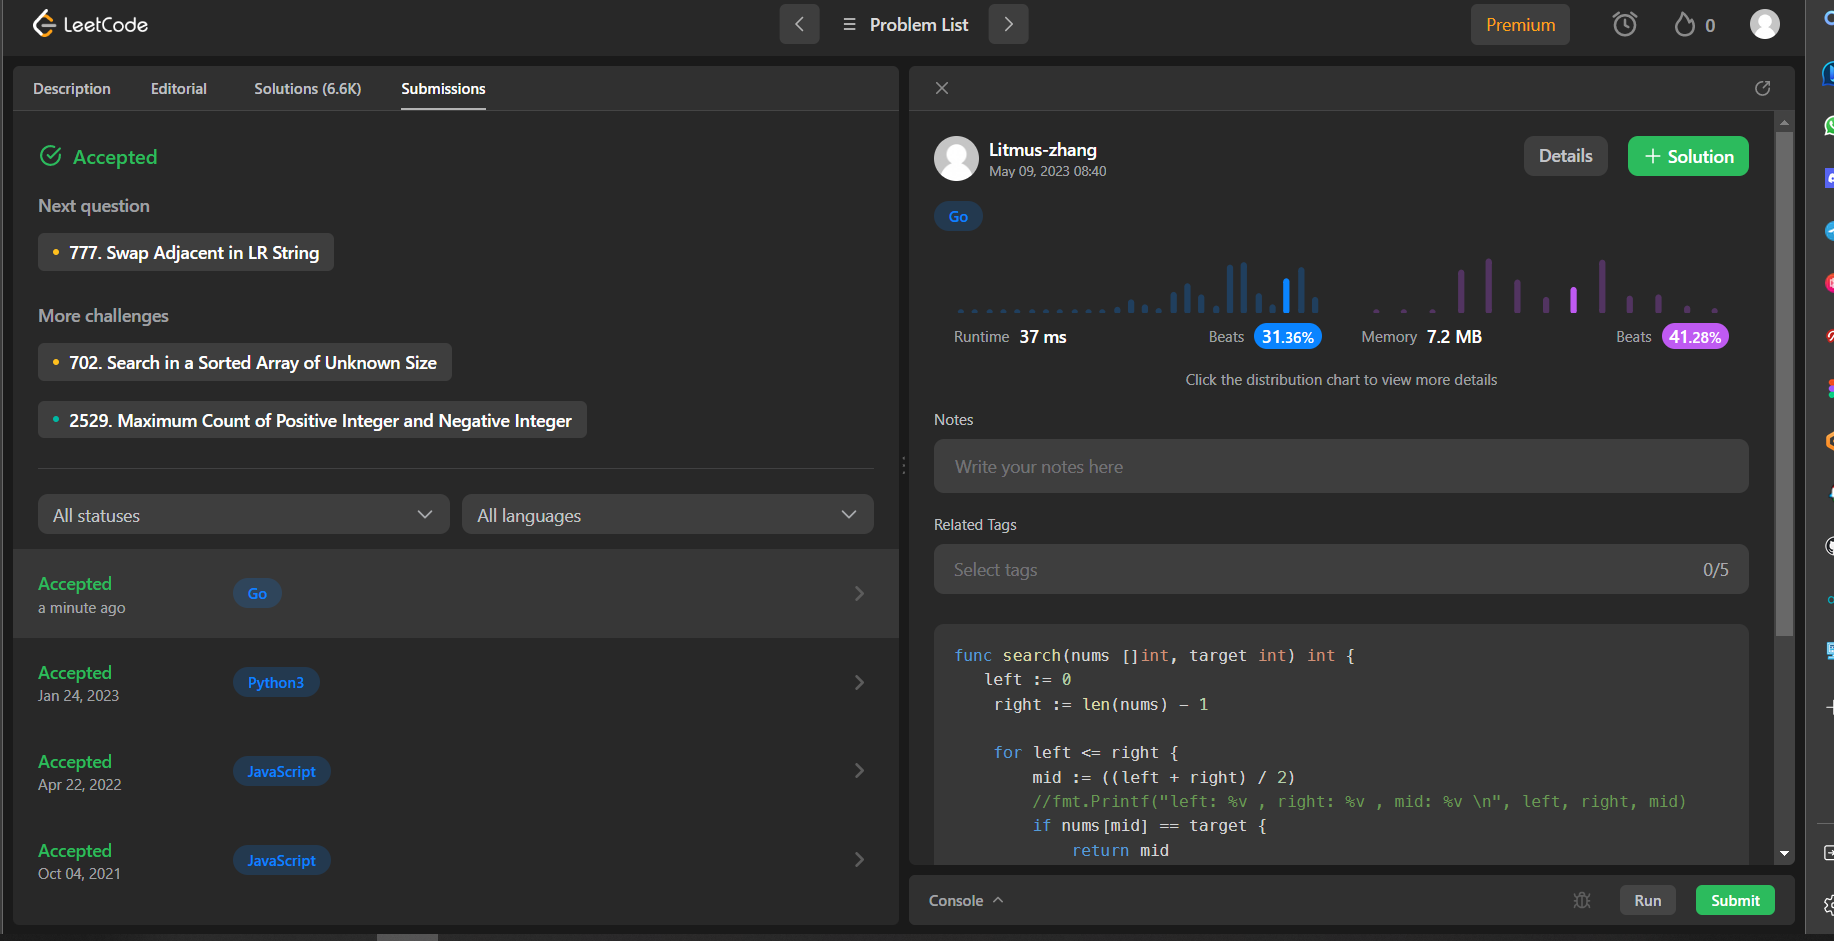 LeetCode
Problem List
Premium
0
Description
Editorial
Solutions (6.6K)
Submissions
Accepted
Next question
777. Swap Adjacent in LR String
More challenges
702. Search in a Sorted Array of Unknown Size
2529. Maximum Count of Positive Integer and Negative Integer
All statuses
All languages
Accepted
a minute ago
Go
Accepted
Jan 24, 2023
Python3
Accepted
Apr 22, 2022
JavaScript
Accepted
Oct 04, 2021
JavaScript
Litmus-zhang
May 09, 2023 08:40
Details
+ Solution
Go
Runtime 37 ms
Beats 31.36%
Memory 7.2 MB
Beats 41.28%
Click the distribution chart to view more details
Notes
Write your notes here
Related Tags
Select tags
0/5
func search(nums []int, target int) int {
left := 0
right := len(nums) - 1
for left <= right {
mid := ((left + right) / 2)
//fmt.Printf("left: %v , right: %v , mid: %v \n", left, right, mid)
if nums[mid] == target {
return mid
Console
Run
Submit